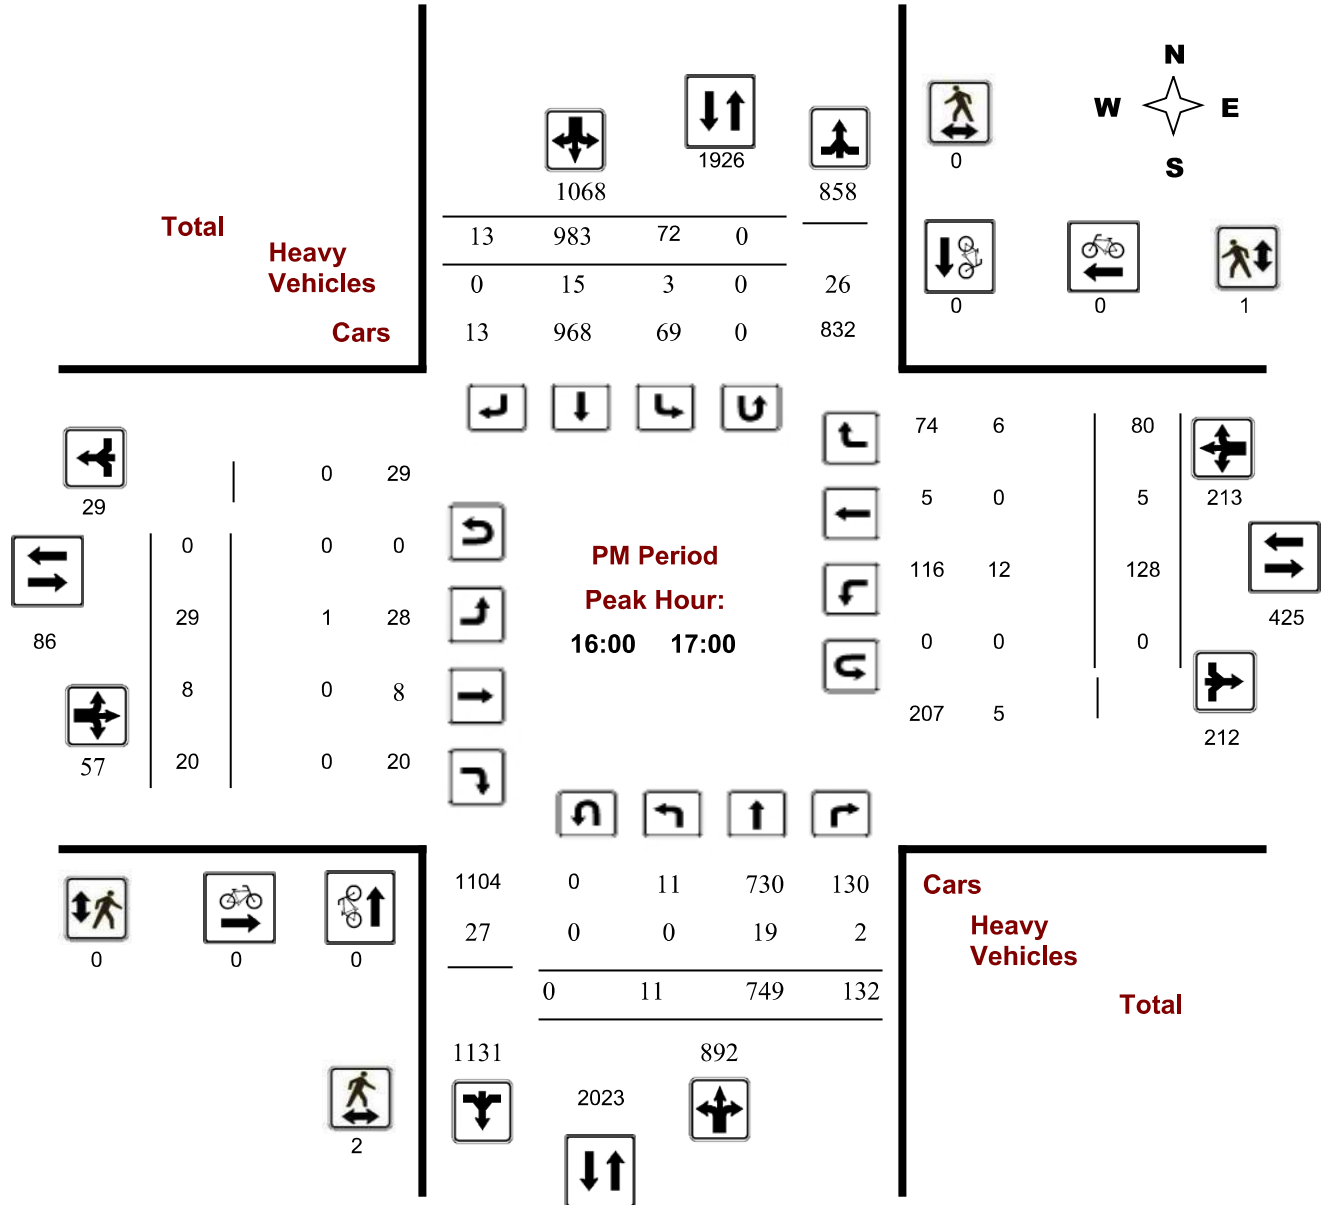 N
W E
S
1926
0
1068
858
Total
13 983 72 0
Heavy
Vehicles
0 15 3 0
26
0 0 1
Cars
13 968 69 0
832
74 6 80
0 29
29
5 0 5
213
0 0 0
PM Period
116 12 128
Peak Hour:
29 1 28
425
86
16:00 17:00
0 0 0
8 0 8
207 5
212
57
20 0 20
1104 0 11 730 130
Cars
27 0 0 19 2
Heavy
Vehicles
0 0 0
0 11 749 132
Total
1131 892
2023
2